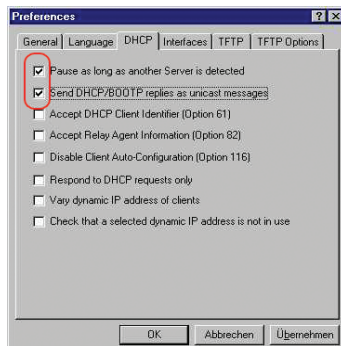 Preferences
General Language DHCP Interfaces TFTP TFTP Options
Pause as long as another Server is detected
Send DHCP/BOOTP replies as unicast messages
Accept DHCP Client Identifier (Option 61)
Accept Relay Agent Information (Option 82)
Disable Client Auto-Configuration (Option 116)
Respond to DHCP requests only
Vary dynamic IP address of clients
Check that a selected dynamic IP address is not in use
OK Abbrechen Übernehmen